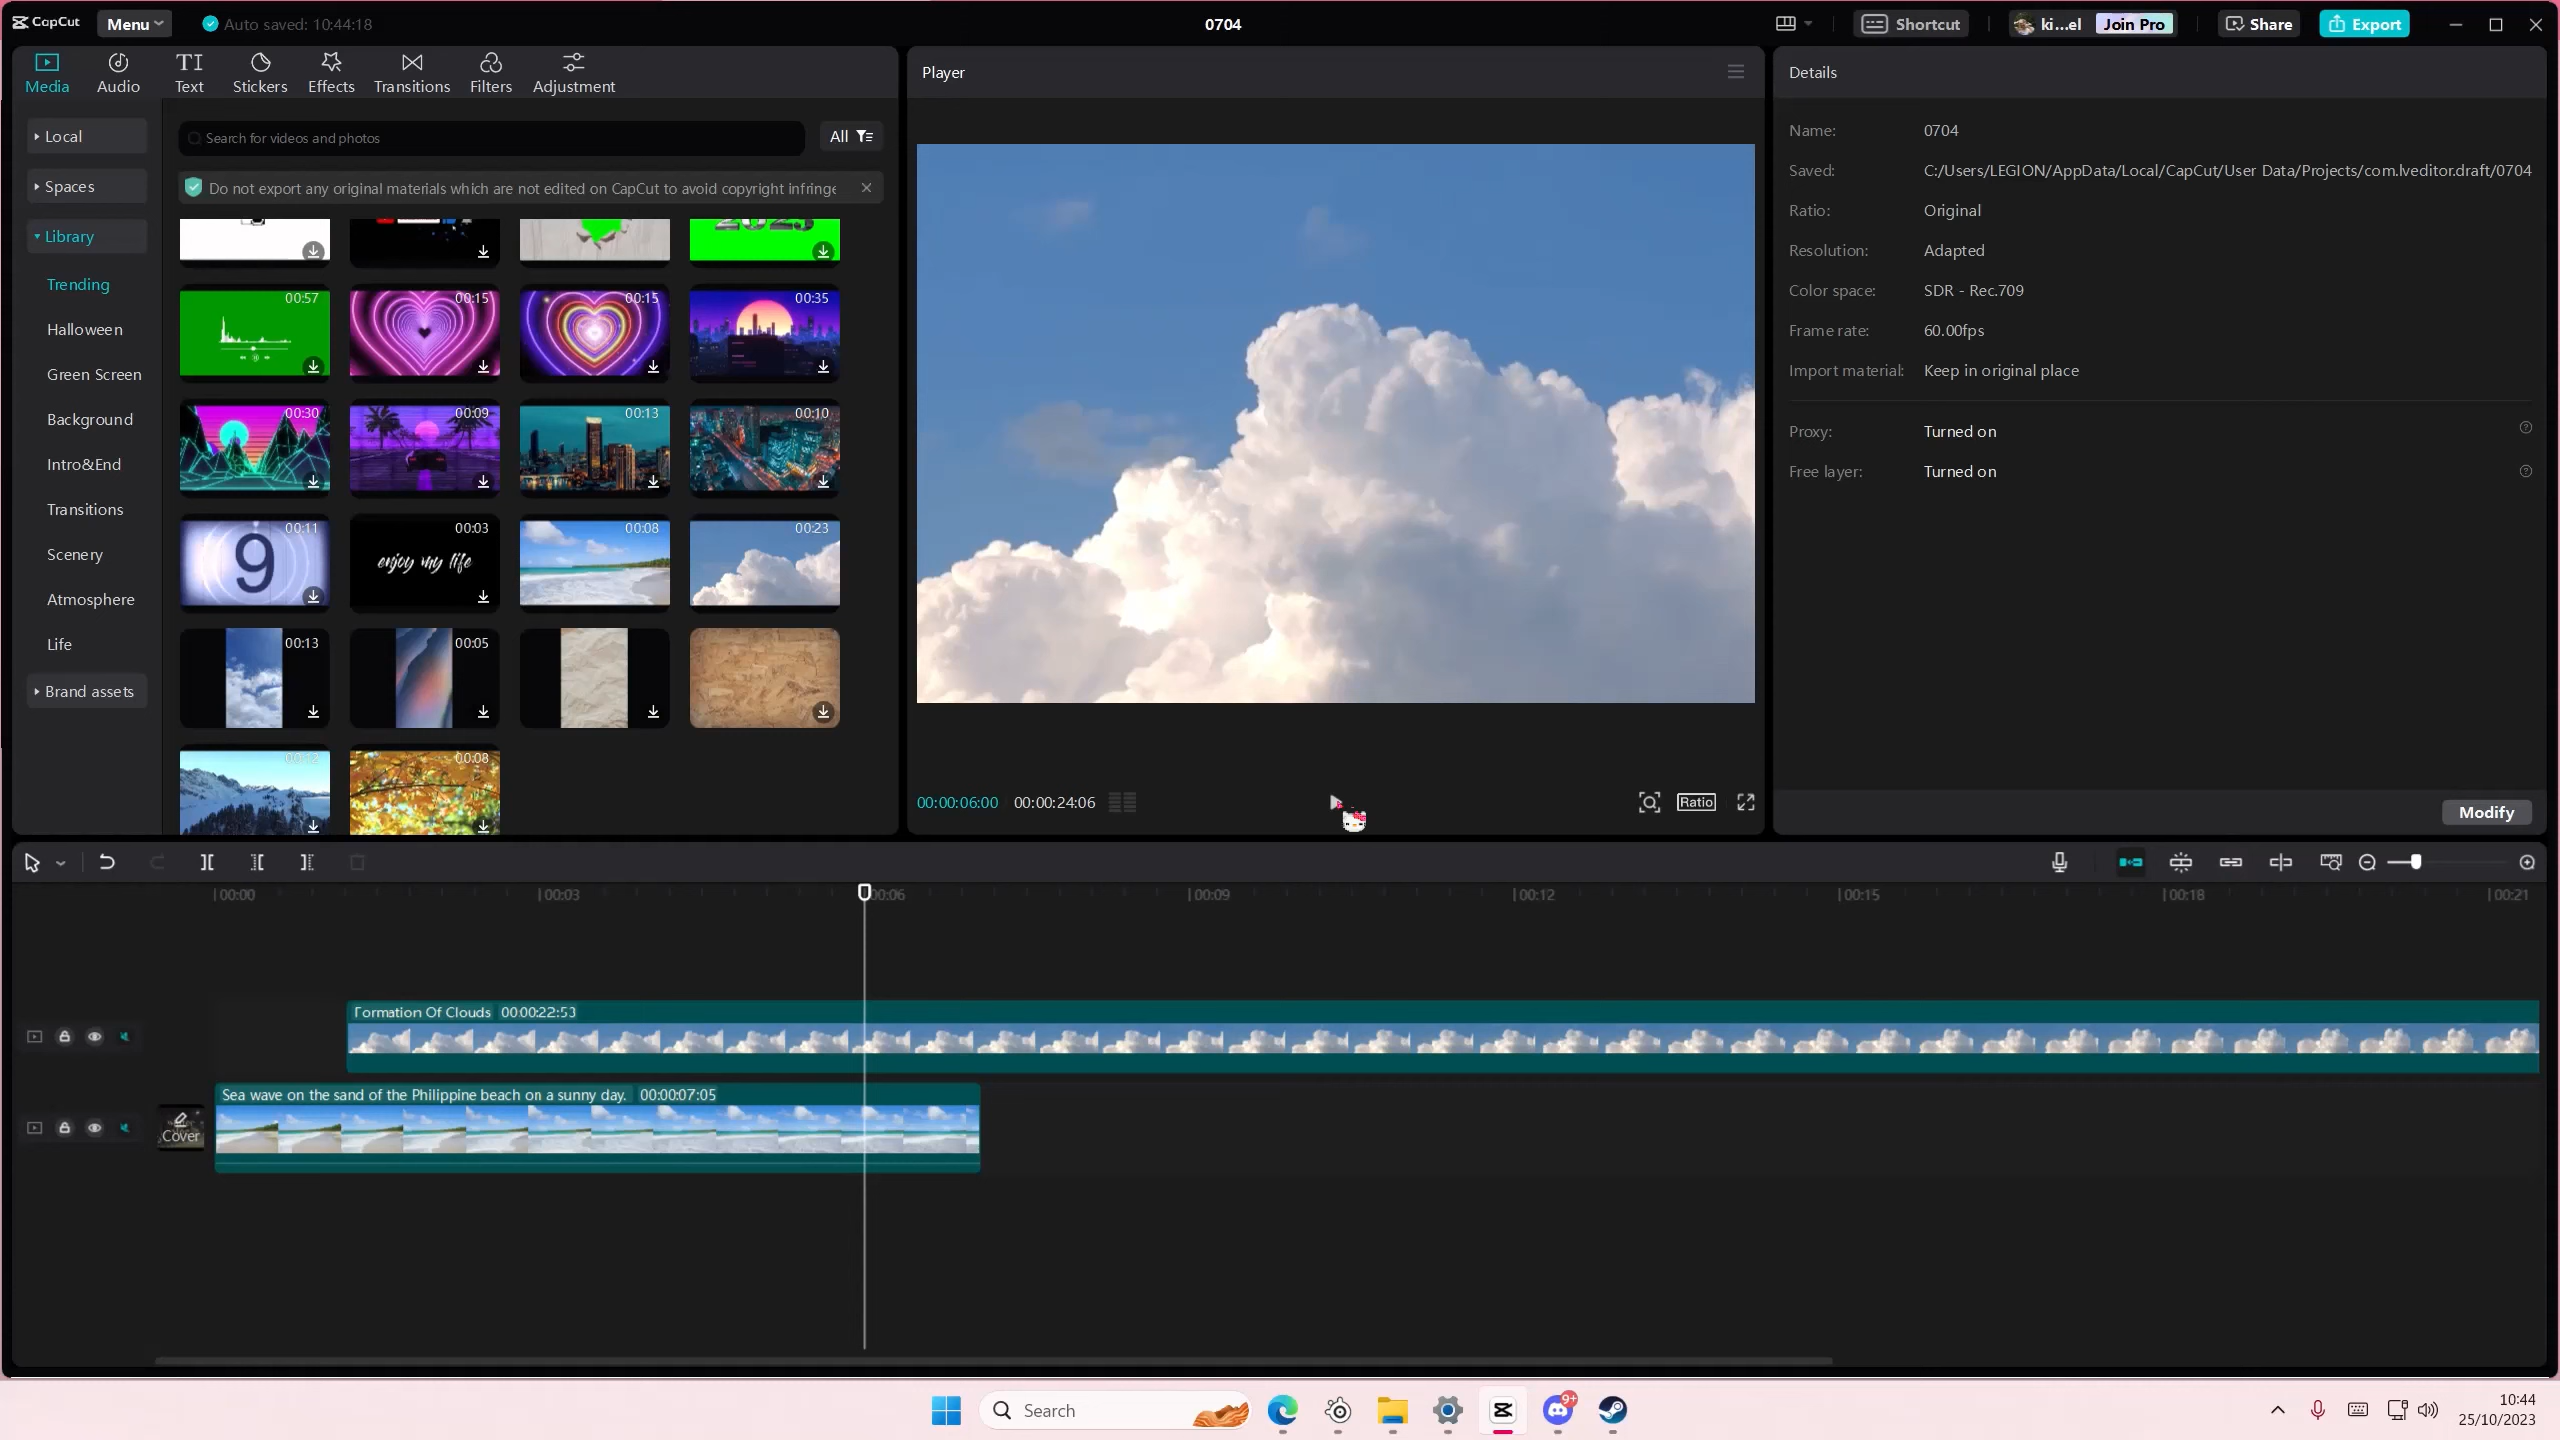 CapCut
Menu
Auto saved: 10:44:18
0704
Shortcut
ki...el
Join Pro
Share
Export
Media
Audio
Text
Stickers
Effects
Transitions
Filters
Adjustment
Local
Spaces
Library
Trending
Halloween
Green Screen
Background
Intro&End
Transitions
Scenery
Atmosphere
Life
Brand assets
Search for videos and photos
All
Do not export any original materials which are not edited on CapCut to avoid copyright infringe
2023
00:57
00:15
00:15
00:35
00:30
00:09
00:13
00:10
00:11
9
00:03
enjoy my life
00:08
00:23
00:13
00:05
00:12
00:08
Player
00:00:06:00
00:00:24:06
Ratio
Details
Name: 0704
Saved: C:/Users/LEGION/AppData/Local/CapCut/User Data/Projects/com.lveditor.draft/0704
Ratio: Original
Resolution: Adapted
Color space: SDR - Rec.709
Frame rate: 60.00fps
Import material: Keep in original place
Proxy: Turned on
Free layer: Turned on
Modify
00:00
00:03
00:06
00:09
00:12
00:15
00:18
00:21
Formation Of Clouds 00:00:22:53
Cover
Sea wave on the sand of the Philippine beach on a sunny day. 00:00:07:05
Search
9+
10:44
25/10/2023